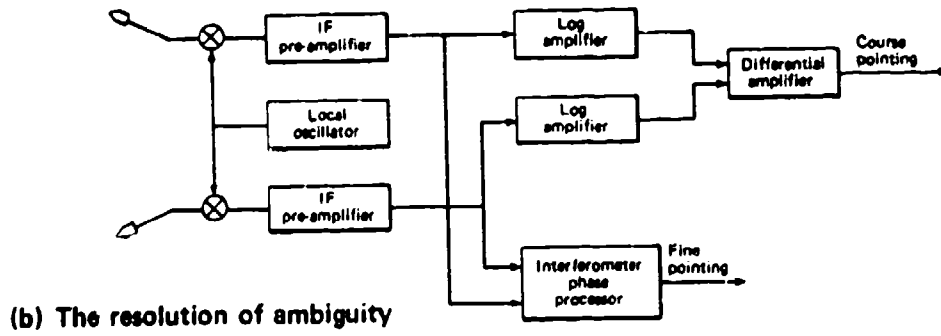 IF
pre-amplifier
Log
amplifier
Course
pointing
Differential
amplifier
Local
oscillator
Log
amplifier
IF
pre-amplifier
Interferometer
phase
processor
Fine
pointing
(b) The resolution of ambiguity